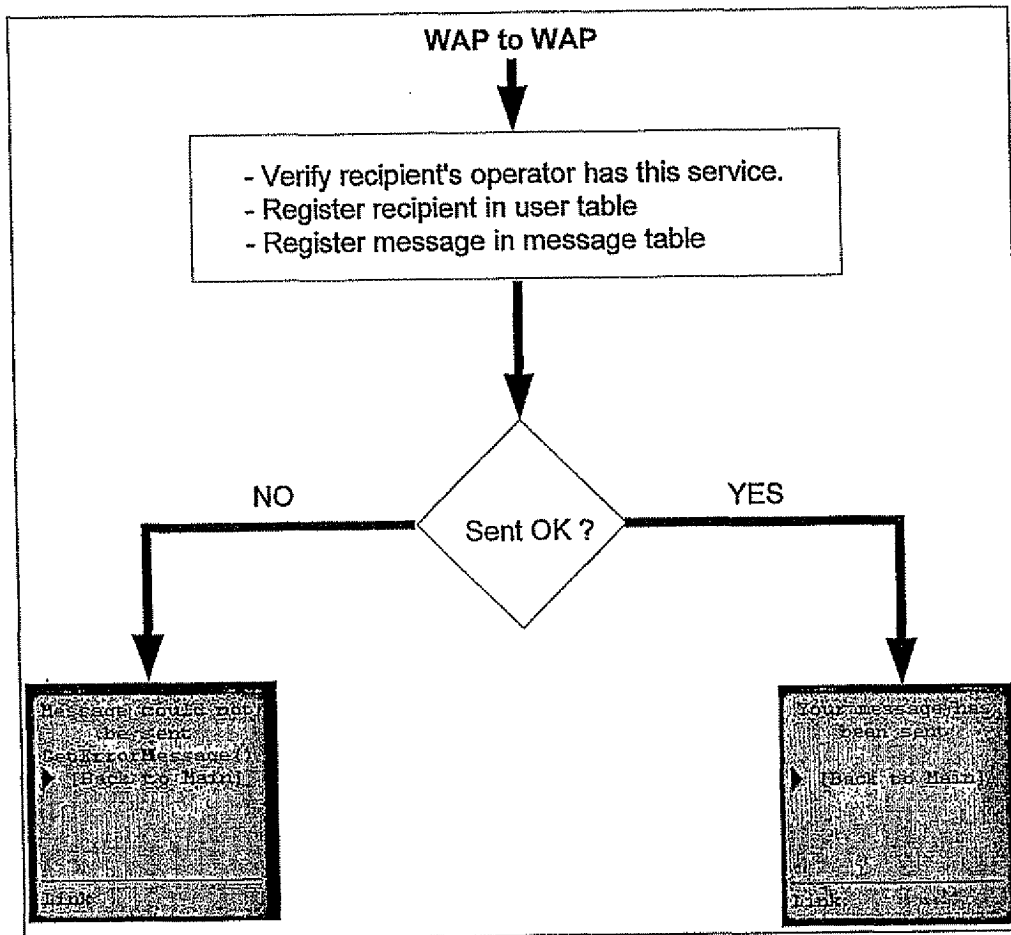 WAP to WAP
- Verify recipient's operator has this service.
- Register recipient in user table
- Register message in message table
NO
YES
Sent OK ?
Message could not
be sent
GetErrorMessage()
[Back to Main]
Link
Your message has
been sent
[Back to Main]
Link